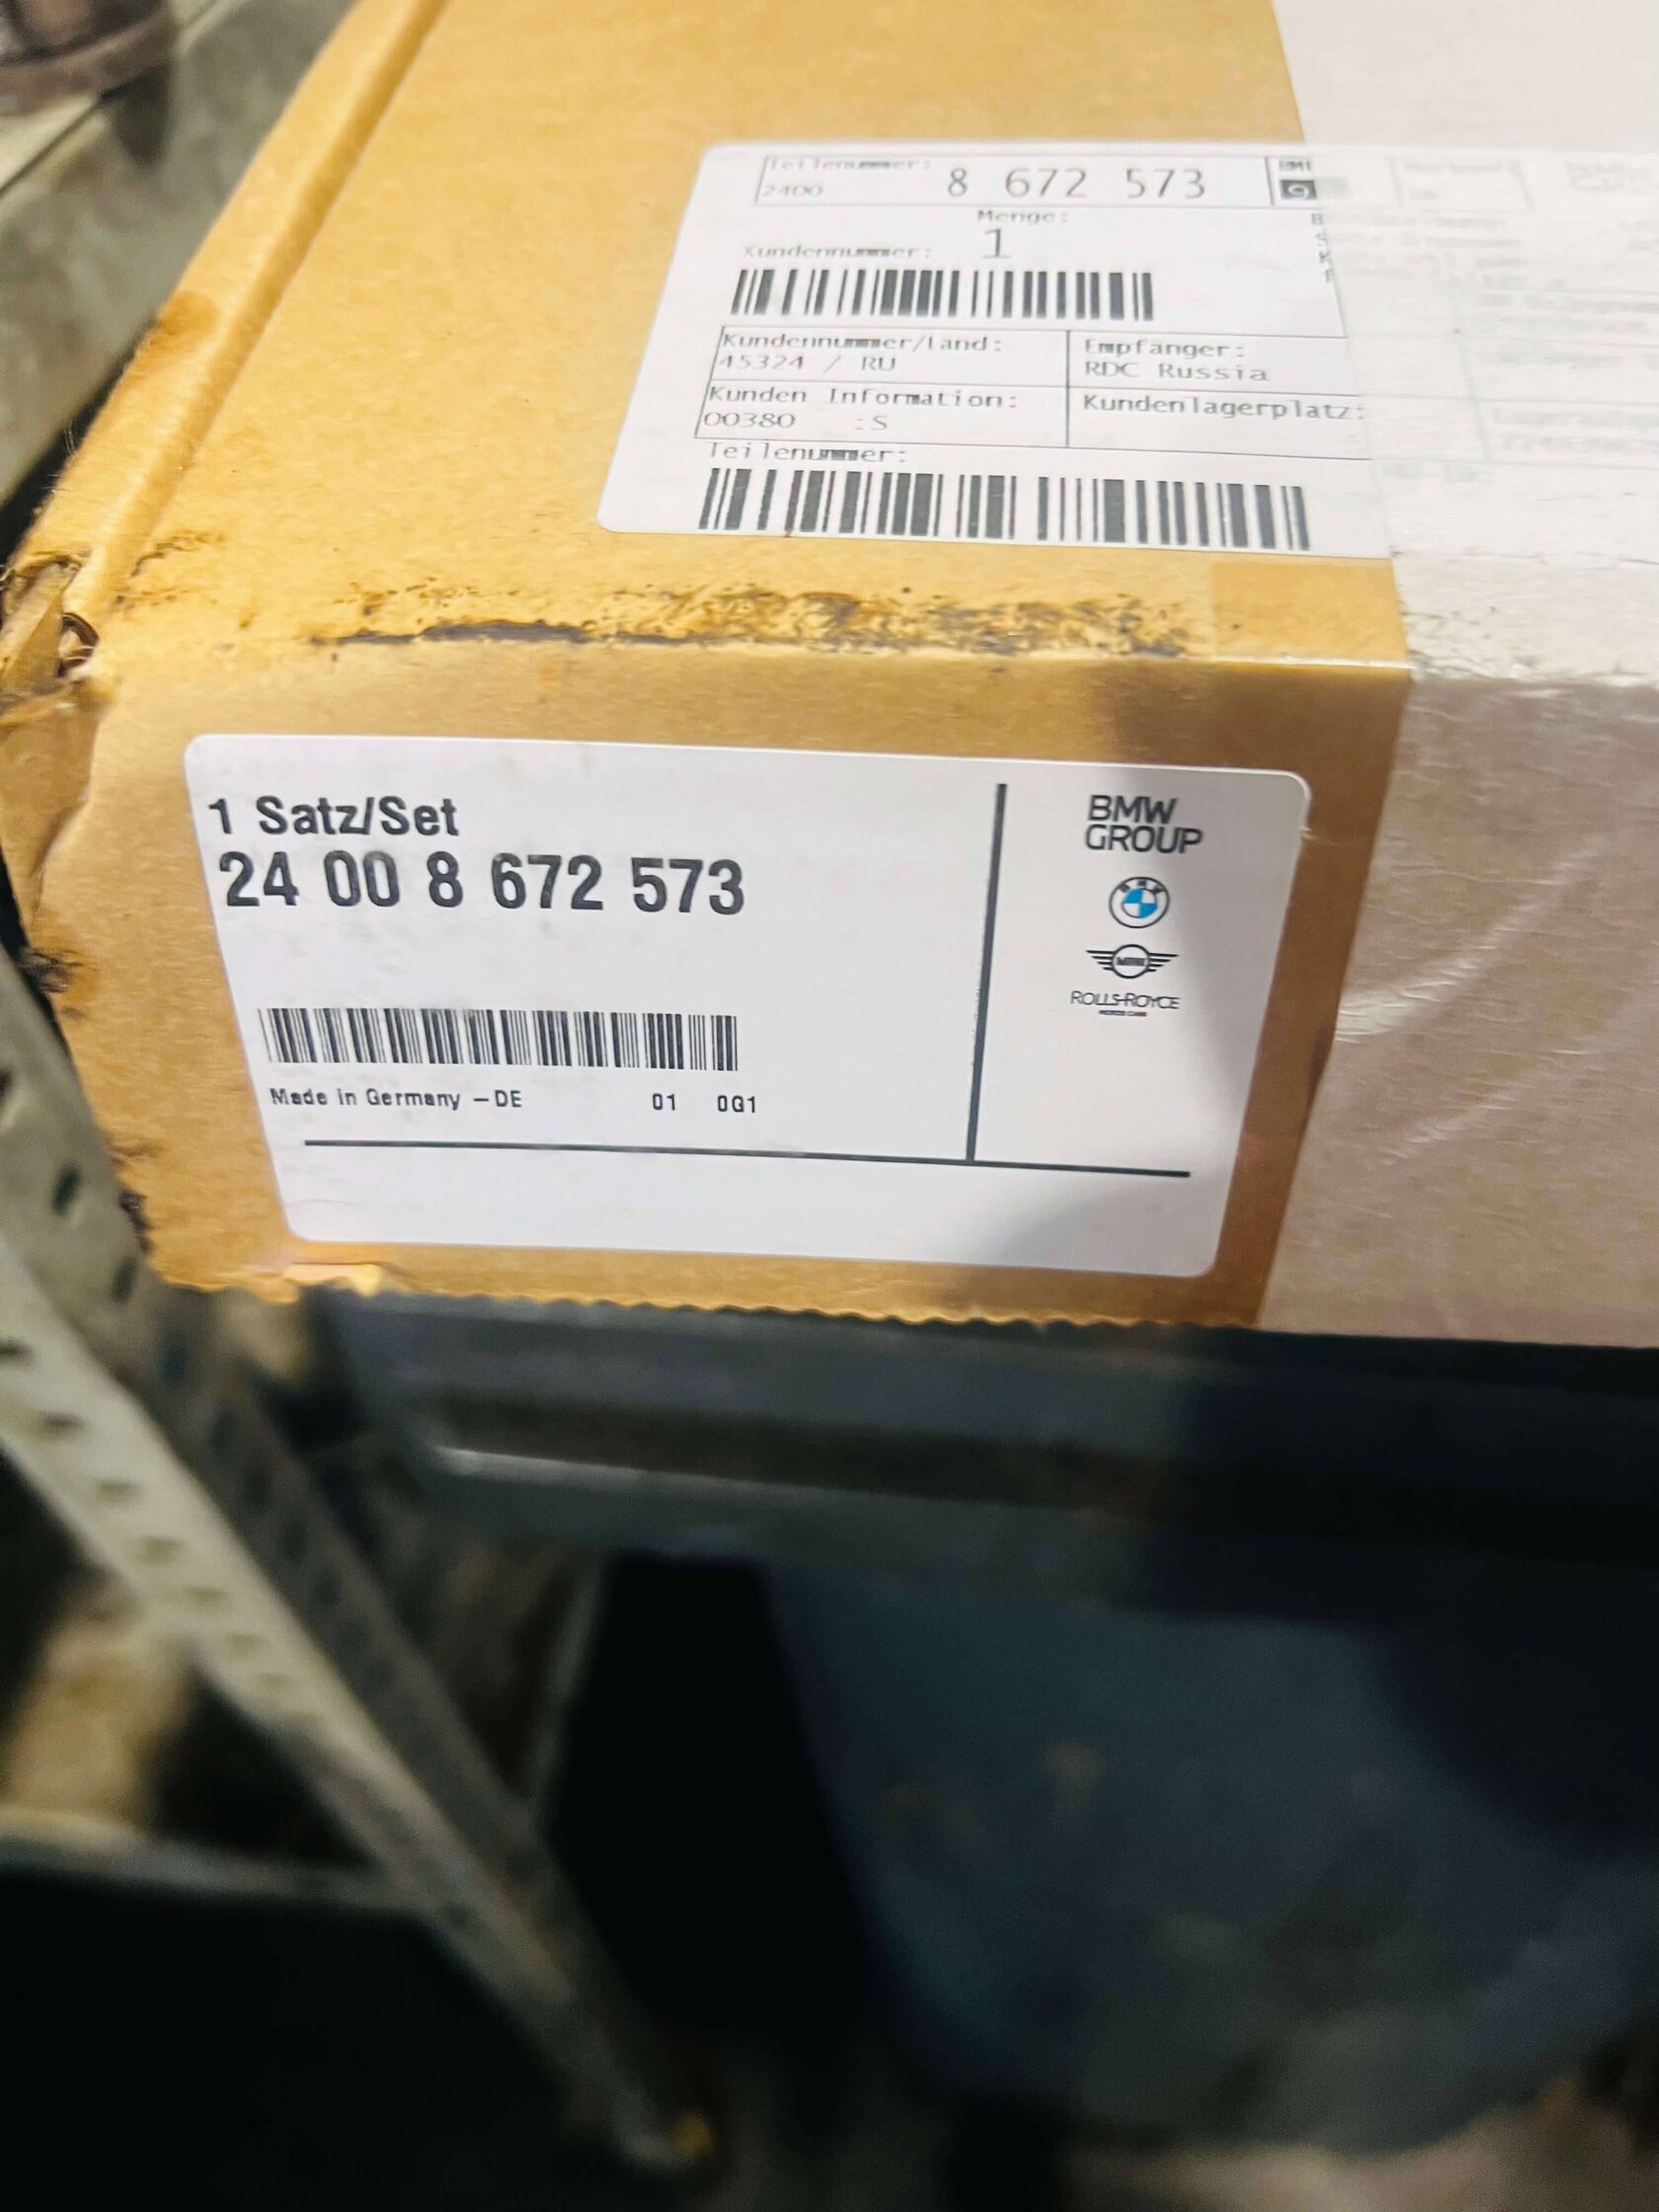 Teilenummer:
2400 8 672 573
Menge:
Kundennummer: 1
Kundennummer/Land:
45324 / RU
Empfänger:
RDC Russia
Kunden Information:
00380 :S
Kundenlagerplatz:
Teilenummer:
1 Satz/Set
24 00 8 672 573
Made in Germany – DE 01 0G1
BMW
GROUP
BMW
MINI
ROLLS-ROYCE